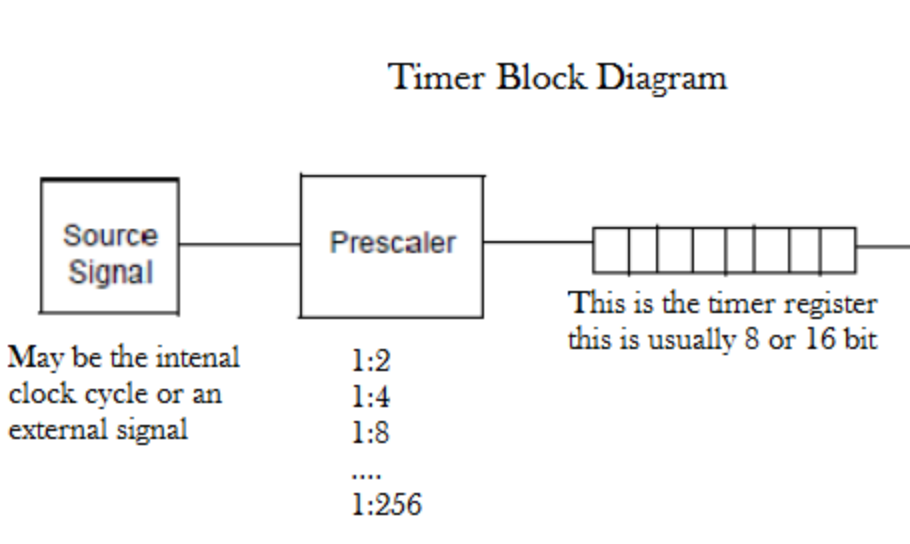 Timer Block Diagram
Source
Signal
Prescaler
This is the timer register
this is usually 8 or 16 bit
May be the intenal
clock cycle or an
external signal
1:2
1:4
1:8
....
1:256